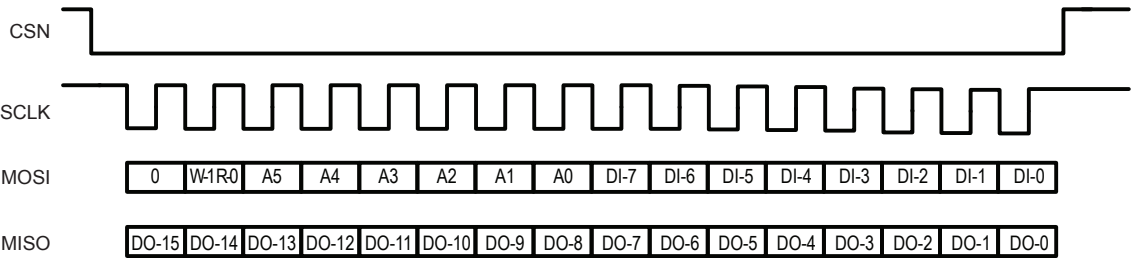 CSN
SCLK
MOSI 0 W-1R-0 A5 A4 A3 A2 A1 A0 DI-7 DI-6 DI-5 DI-4 DI-3 DI-2 DI-1 DI-0
MISO DO-15 DO-14 DO-13 DO-12 DO-11 DO-10 DO-9 DO-8 DO-7 DO-6 DO-5 DO-4 DO-3 DO-2 DO-1 DO-0